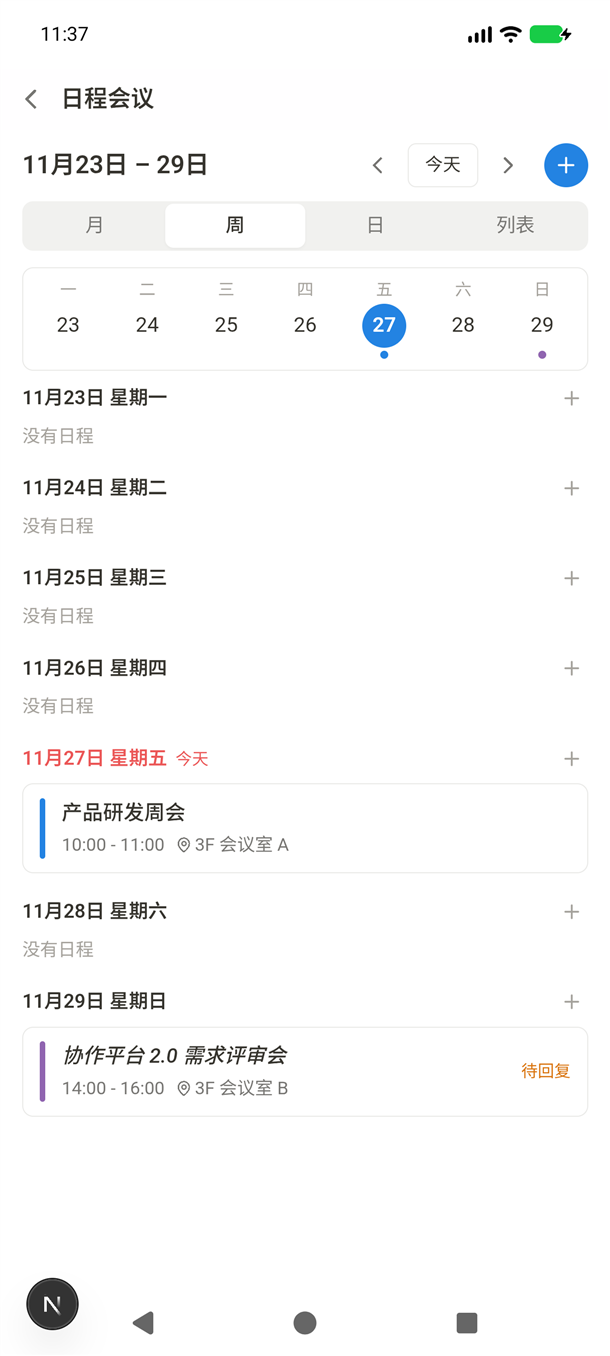 11:37
日程会议
11月23日 – 29日
今天
月 周 日 列表
一 二 三 四 五 六 日
23 24 25 26 27 28 29
11月23日 星期一
没有日程
11月24日 星期二
没有日程
11月25日 星期三
没有日程
11月26日 星期四
没有日程
11月27日 星期五 今天
产品研发周会
10:00 - 11:00 3F 会议室 A
11月28日 星期六
没有日程
11月29日 星期日
协作平台 2.0 需求评审会
待回复
14:00 - 16:00 3F 会议室 B
N